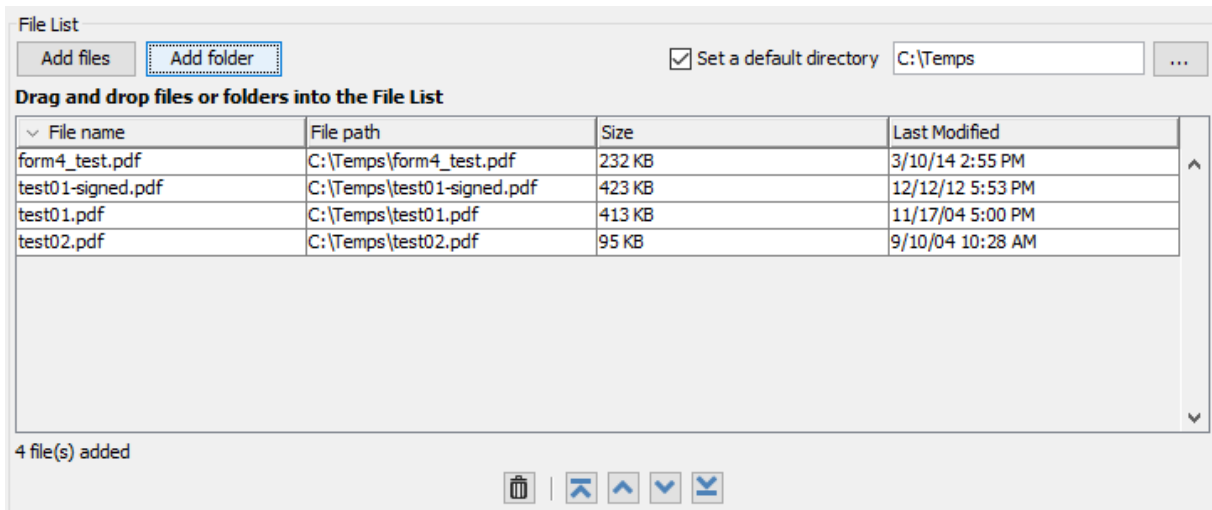 File List
Add files Add folder Set a default directory C:\Temps ...
Drag and drop files or folders into the File List
File name File path Size Last Modified
form4_test.pdf C:\Temps\form4_test.pdf 232 KB 3/10/14 2:55 PM
test01-signed.pdf C:\Temps\test01-signed.pdf 423 KB 12/12/12 5:53 PM
test01.pdf C:\Temps\test01.pdf 413 KB 11/17/04 5:00 PM
test02.pdf C:\Temps\test02.pdf 95 KB 9/10/04 10:28 AM
4 file(s) added